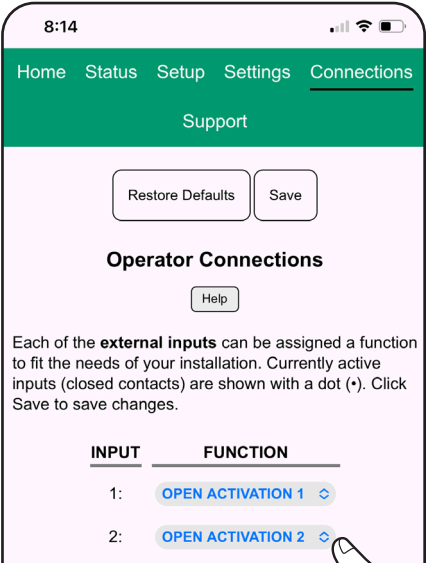 8:14
Home Status Setup Settings Connections
Support
Restore Defaults Save
Operator Connections
Help
Each of the external inputs can be assigned a function
to fit the needs of your installation. Currently active
inputs (closed contacts) are shown with a dot (•). Click
Save to save changes.
INPUT FUNCTION
1: OPEN ACTIVATION 1
2: OPEN ACTIVATION 2